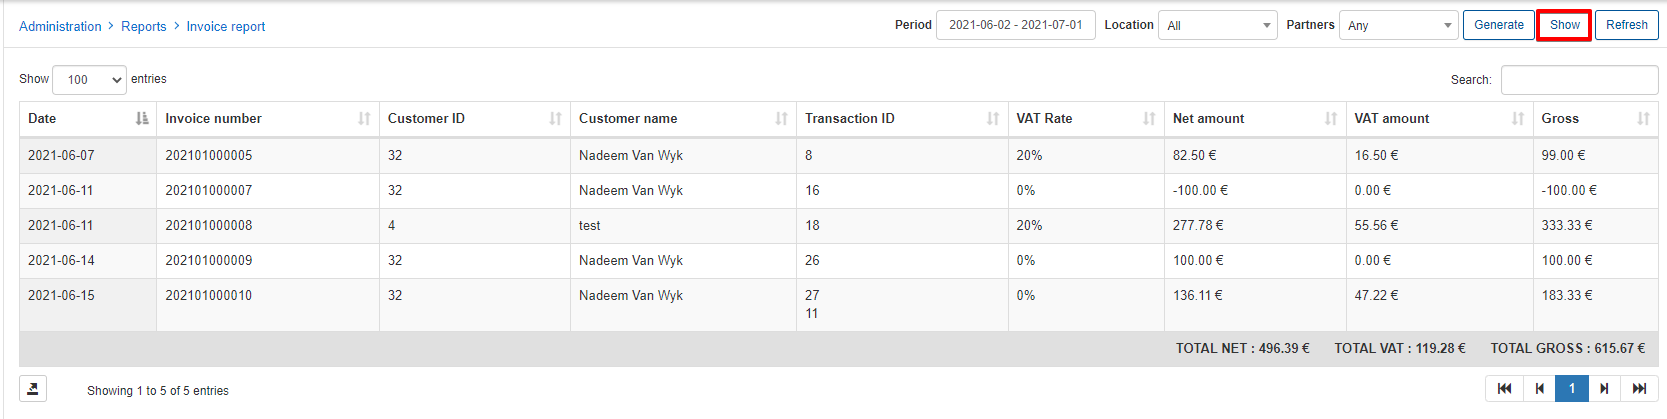 Administration > Reports > Invoice report Period 2021-06-02 - 2021-07-01 Location All Partners Any Generate Show Refresh
Show 100 entries Search:
Date Invoice number Customer ID Customer name Transaction ID VAT Rate Net amount VAT amount Gross
2021-06-07 202101000005 32 Nadeem Van Wyk 8 20% 82.50 € 16.50 € 99.00 €
2021-06-11 202101000007 32 Nadeem Van Wyk 16 0% -100.00 € 0.00 € -100.00 €
2021-06-11 202101000008 4 test 18 20% 277.78 € 55.56 € 333.33 €
2021-06-14 202101000009 32 Nadeem Van Wyk 26 0% 100.00 € 0.00 € 100.00 €
2021-06-15 202101000010 32 Nadeem Van Wyk 27 0% 136.11 € 47.22 € 183.33 €
11
TOTAL NET : 496.39 € TOTAL VAT : 119.28 € TOTAL GROSS : 615.67 €
Showing 1 to 5 of 5 entries 1